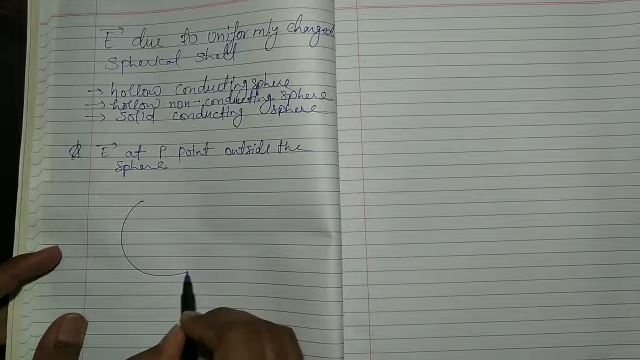 E→ due to uniformly charged
Spherical shell
→ hollow conducting sphere
→ hollow non-conducting sphere
→ Solid conducting sphere
Q E→ at P point outside the
sphere